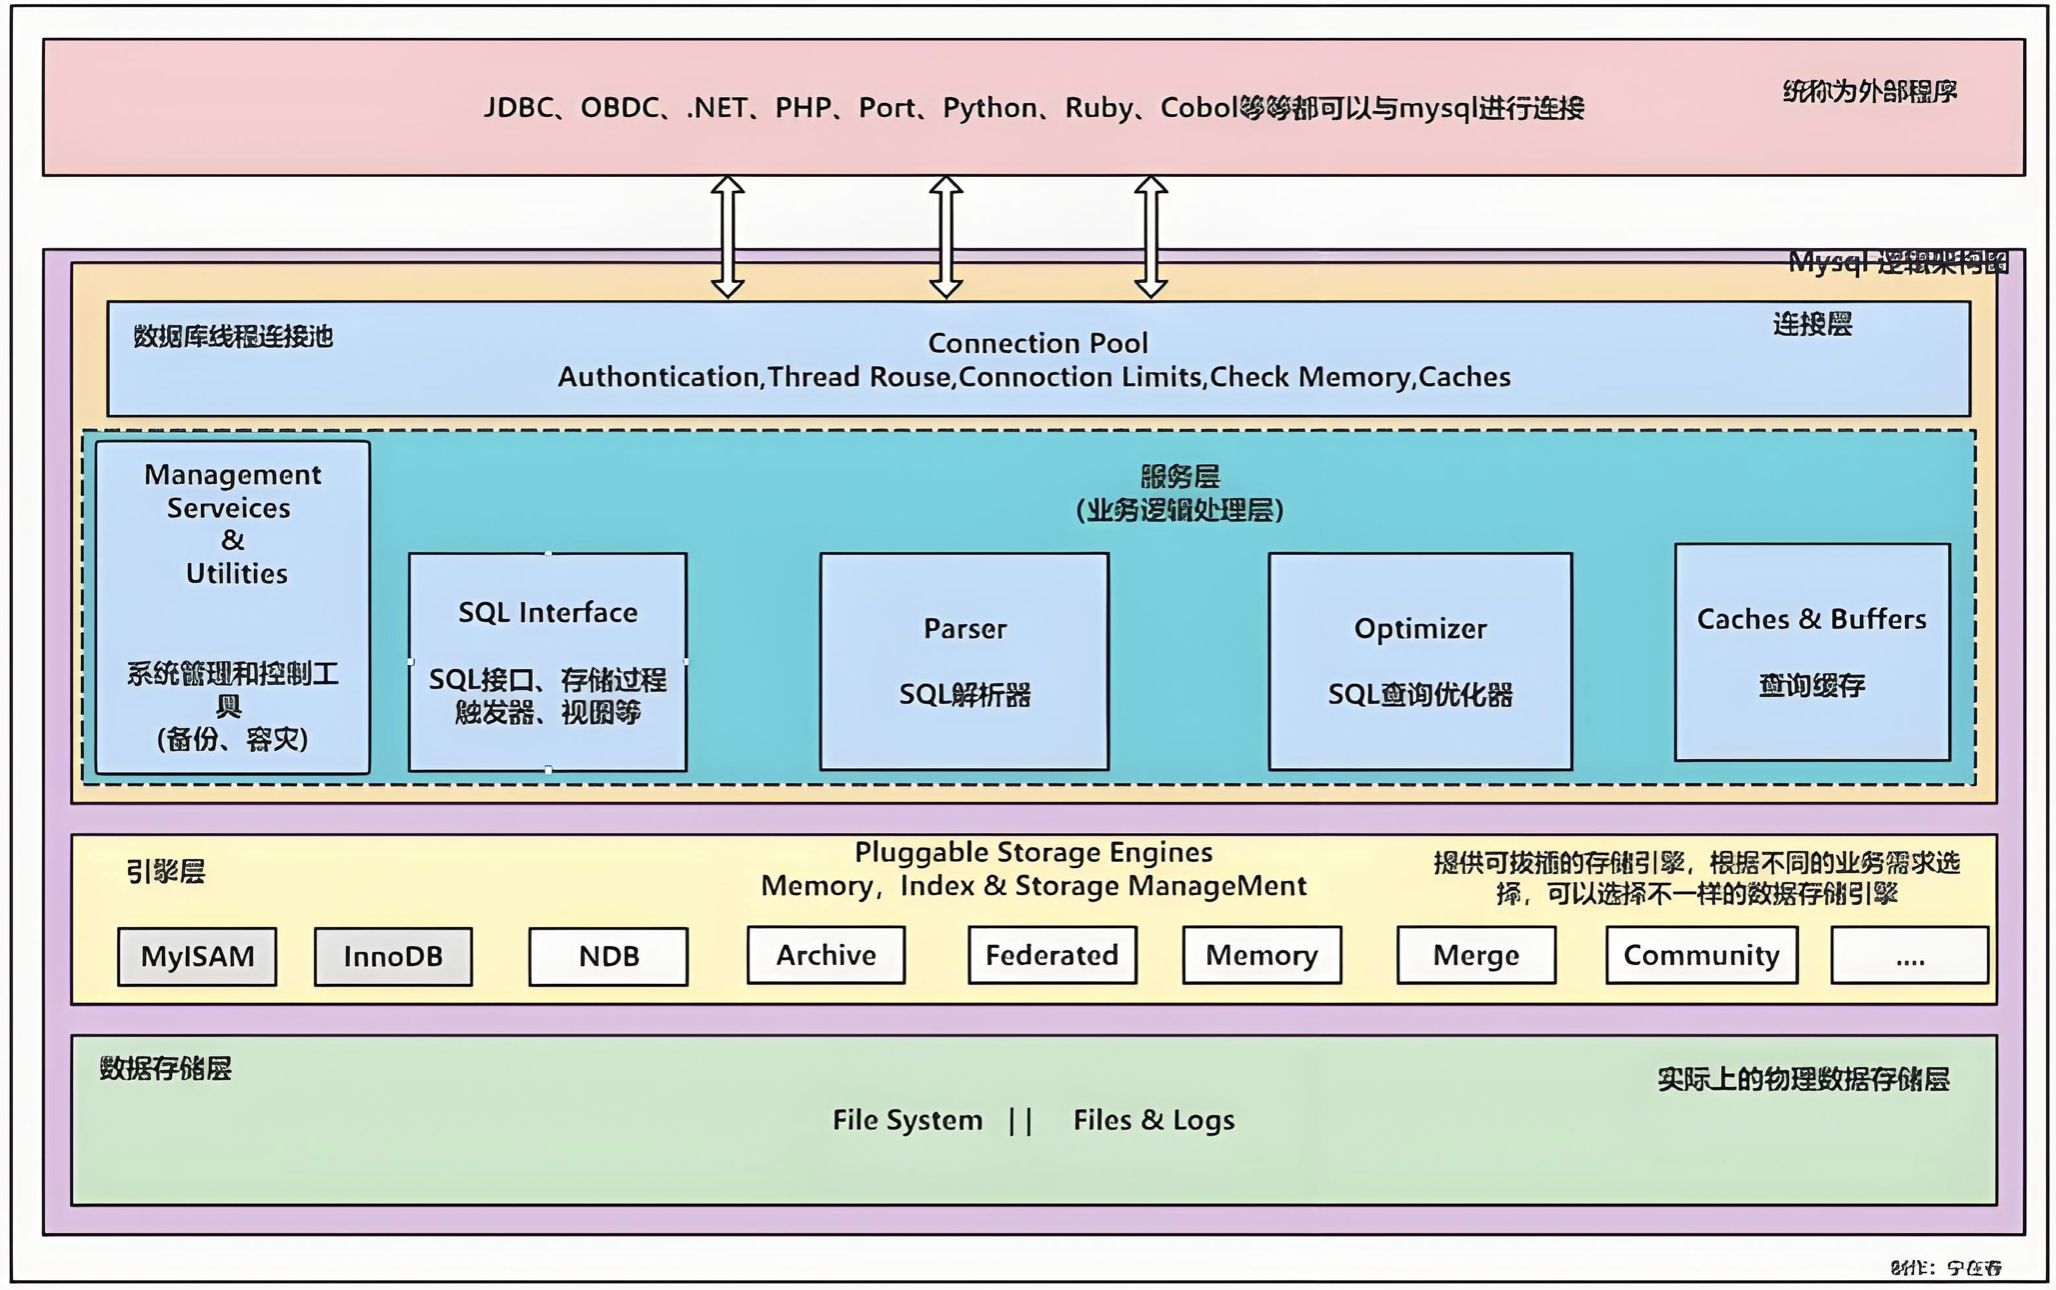 JDBC、OBDC、.NET、PHP、Port、Python、Ruby、Cobol等等都可以与mysql进行连接
统称为外部程序
Mysql 逻辑架构图
数据库线程连接池
连接层
Connection Pool
Authontication,Thread Rouse,Connoction Limits,Check Memory,Caches
服务层
(业务逻辑处理层)
Management
Serveices
&
Utilities
系统管理和控制工
具
(备份、容灾)
SQL Interface
SQL接口、存储过程
触发器、视图等
Parser
SQL解析器
Optimizer
SQL查询优化器
Caches & Buffers
查询缓存
引擎层
Pluggable Storage Engines
Memory，Index & Storage ManageMent
提供可拔插的存储引擎，根据不同的业务需求选
择，可以选择不一样的数据存储引擎
MyISAM
InnoDB
NDB
Archive
Federated
Memory
Merge
Community
....
数据存储层
实际上的物理数据存储层
File System || Files & Logs
制作：宁在春